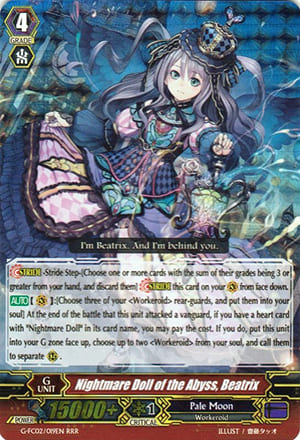 4
GRADE
I'm Beatrix. And I'm behind you.
STRIDE -Stride Step-[Choose one or more cards with the sum of their grades being 3 or
greater from your hand, and discard them] STRIDE this card on your from face down.
AUTO [ ]:[Choose three of your <Workeroid> rear-guards, and put them into your
soul] At the end of the battle that this unit attacked a vanguard, if you have a heart card
with "Nightmare Doll" in its card name, you may pay the cost. If you do, put this unit
into your G zone face up, choose up to two <Workeroid> from your soul, and call them
to separate .
G
UNIT
Nightmare Doll of the Abyss, Beatrix
POWER
15000+
1
CRITICAL
Pale Moon
Workeroid
G-FC02/019EN RRR
ILLUST / 齋藤タヅオ